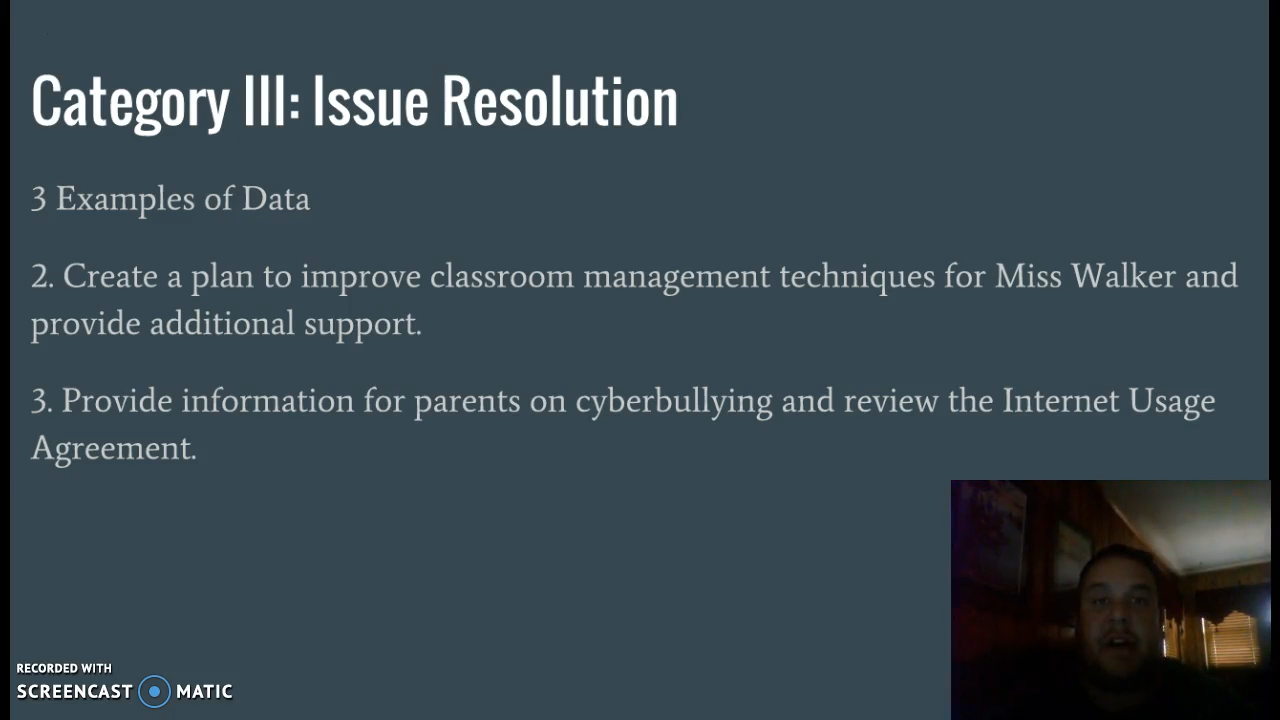 Category III: Issue Resolution
3 Examples of Data
2. Create a plan to improve classroom management techniques for Miss Walker and
provide additional support.
3. Provide information for parents on cyberbullying and review the Internet Usage
Agreement.
RECORDED WITH
SCREENCAST MATIC